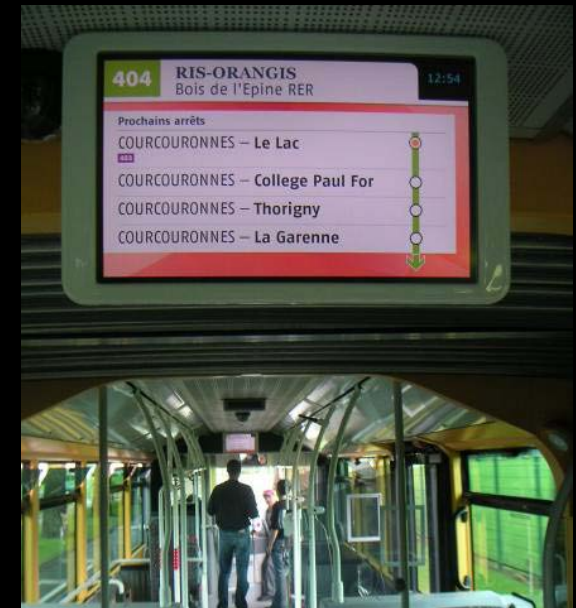 404
RIS-ORANGIS
12:54
Bois de l'Epine RER
Prochains arrêts
COURCOURONNES – Le Lac
403
COURCOURONNES – College Paul For
COURCOURONNES – Thorigny
COURCOURONNES – La Garenne